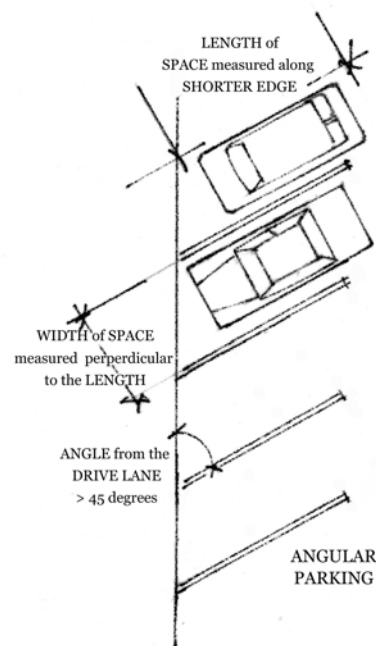 LENGTH of
SPACE measured along
SHORTER EDGE
WIDTH of SPACE
measured perperdicular
to the LENGTH
ANGLE from the
DRIVE LANE
> 45 degrees
ANGULAR
PARKING